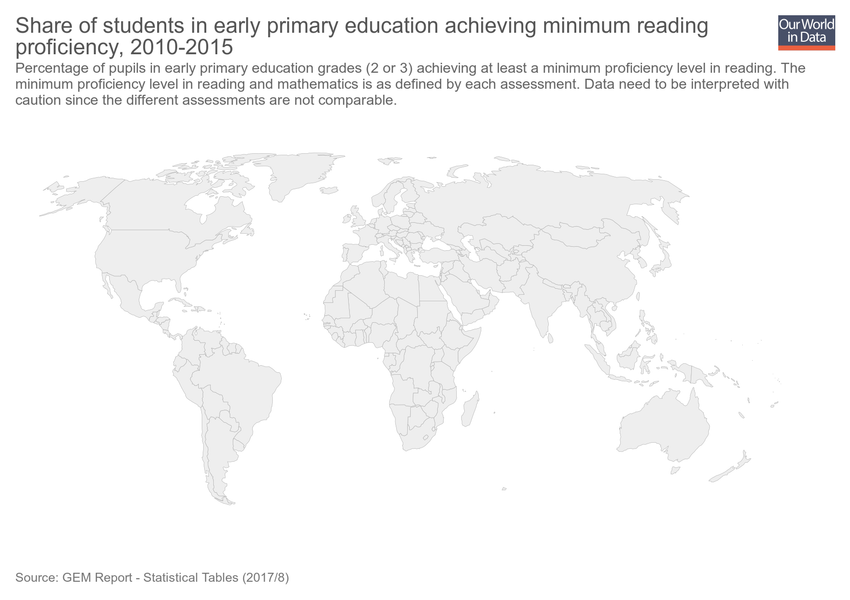 Share of students in early primary education achieving minimum reading
proficiency, 2010-2015
Our World
in Data
Percentage of pupils in early primary education grades (2 or 3) achieving at least a minimum proficiency level in reading. The
minimum proficiency level in reading and mathematics is as defined by each assessment. Data need to be interpreted with
caution since the different assessments are not comparable.
Source: GEM Report - Statistical Tables (2017/8)